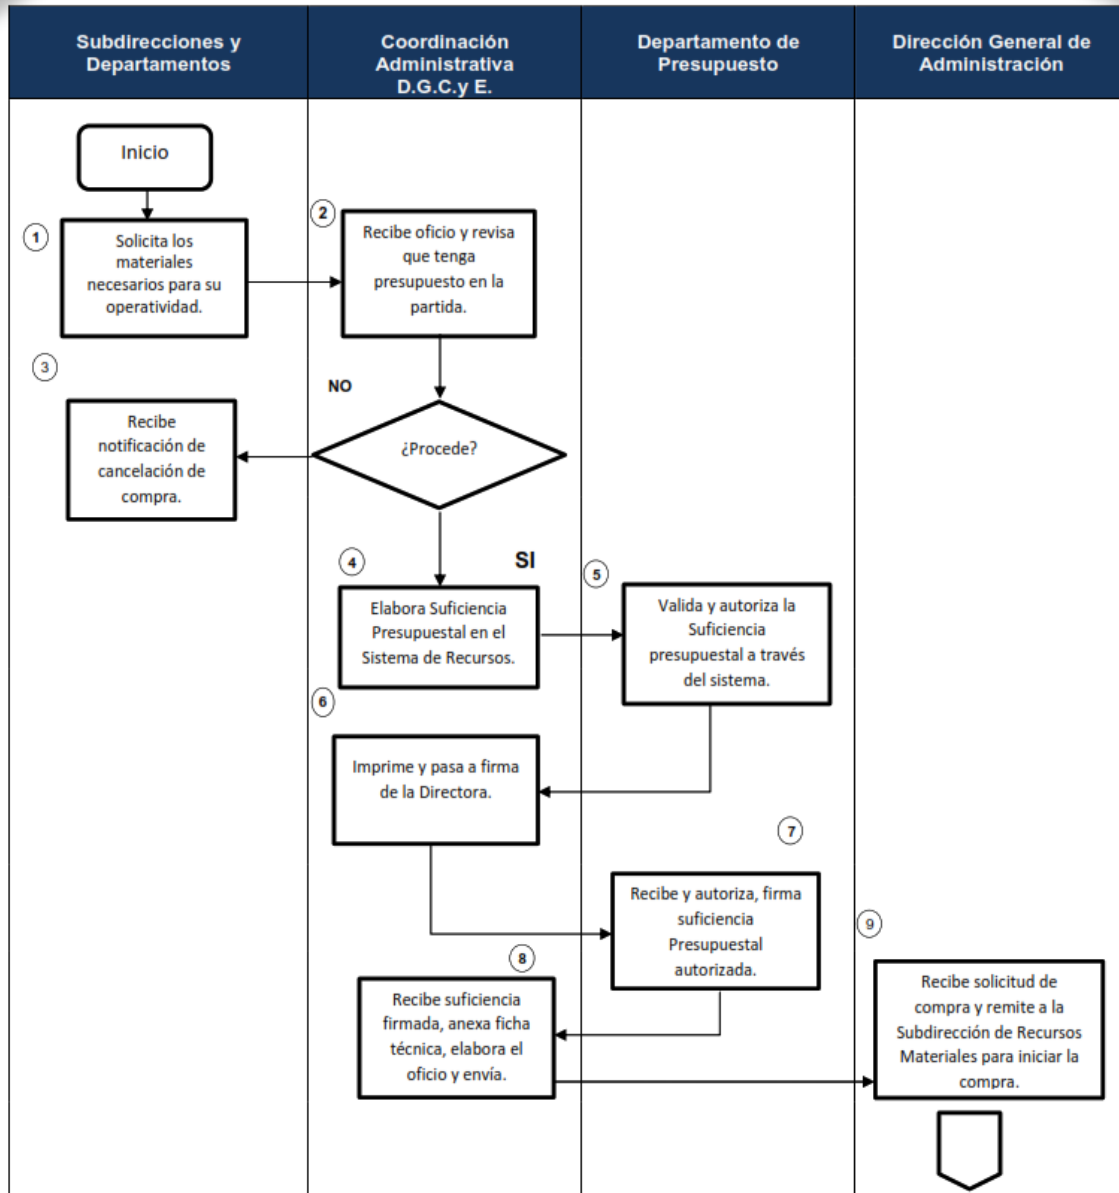 Subdirecciones y
Departamentos
Coordinación
Administrativa
D.G.C.y E.
Departamento de
Presupuesto
Dirección General de
Administración
Inicio
1
Solicita los
materiales
necesarios para su
operatividad.
2
Recibe oficio y revisa
que tenga
presupuesto en la
partida.
3
NO
Recibe
notificación de
cancelación de
compra.
¿Procede?
SI
4
Elabora Suficiencia
Presupuestal en el
Sistema de Recursos.
5
Valida y autoriza la
Suficiencia
presupuestal a través
del sistema.
6
Imprime y pasa a firma
de la Directora.
7
Recibe y autoriza, firma
suficiencia
Presupuestal
autorizada.
8
Recibe suficiencia
firmada, anexa ficha
técnica, elabora el
oficio y envía.
9
Recibe solicitud de
compra y remite a la
Subdirección de Recursos
Materiales para iniciar la
compra.